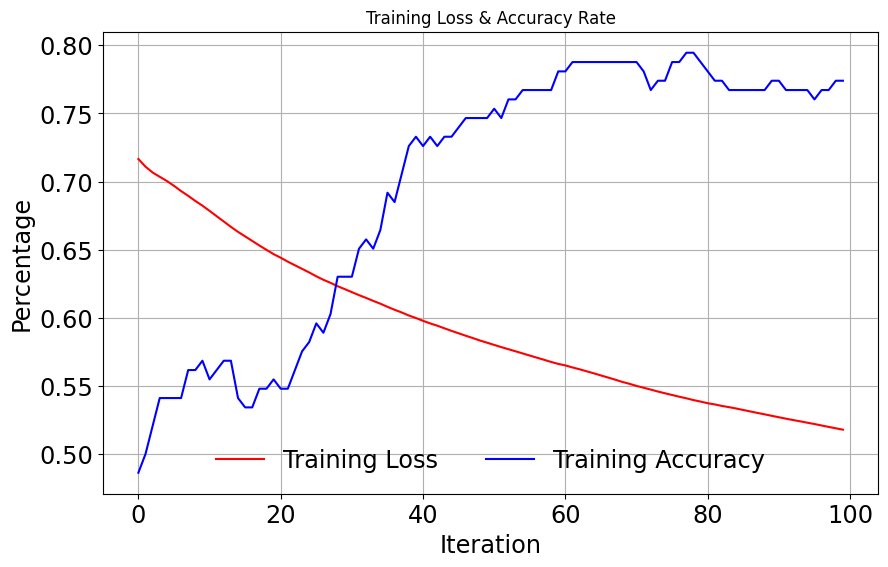 Training Loss & Accuracy Rate
0.80
0.75
0.70
0.65
0.60
0.55
0.50
Percentage
Training Loss
Training Accuracy
0 20 40 60 80 100
Iteration